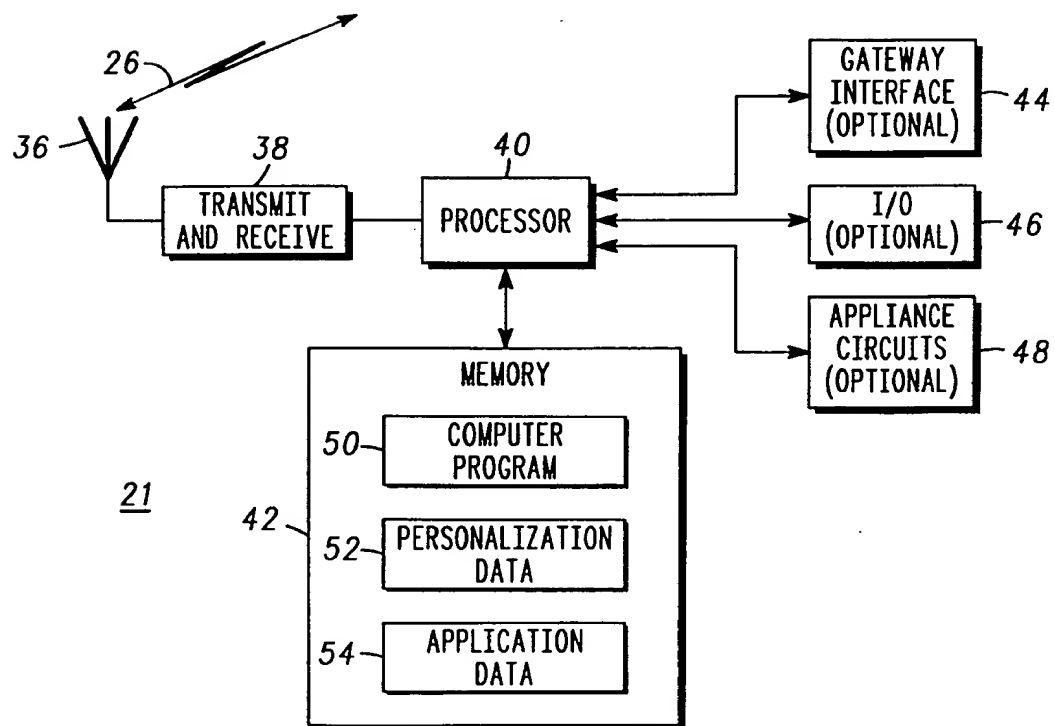 26
36
38
TRANSMIT
AND RECEIVE
40
PROCESSOR
GATEWAY
INTERFACE
(OPTIONAL)
44
I/O
(OPTIONAL)
46
APPLIANCE
CIRCUITS
(OPTIONAL)
48
MEMORY
50
COMPUTER
PROGRAM
21
42
52
PERSONALIZATION
DATA
54
APPLICATION
DATA